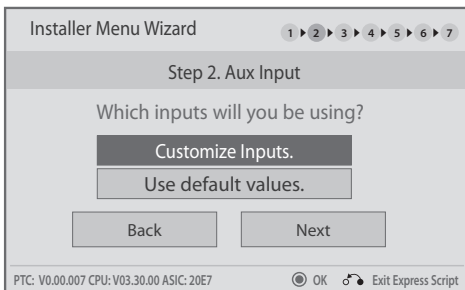 Installer Menu Wizard 1 2 3 4 5 6 7
Step 2. Aux Input
Which inputs will you be using?
Customize Inputs.
Use default values.
Back Next
PTC: V0.00.007 CPU: V03.30.00 ASIC: 20E7 OK Exit Express Script